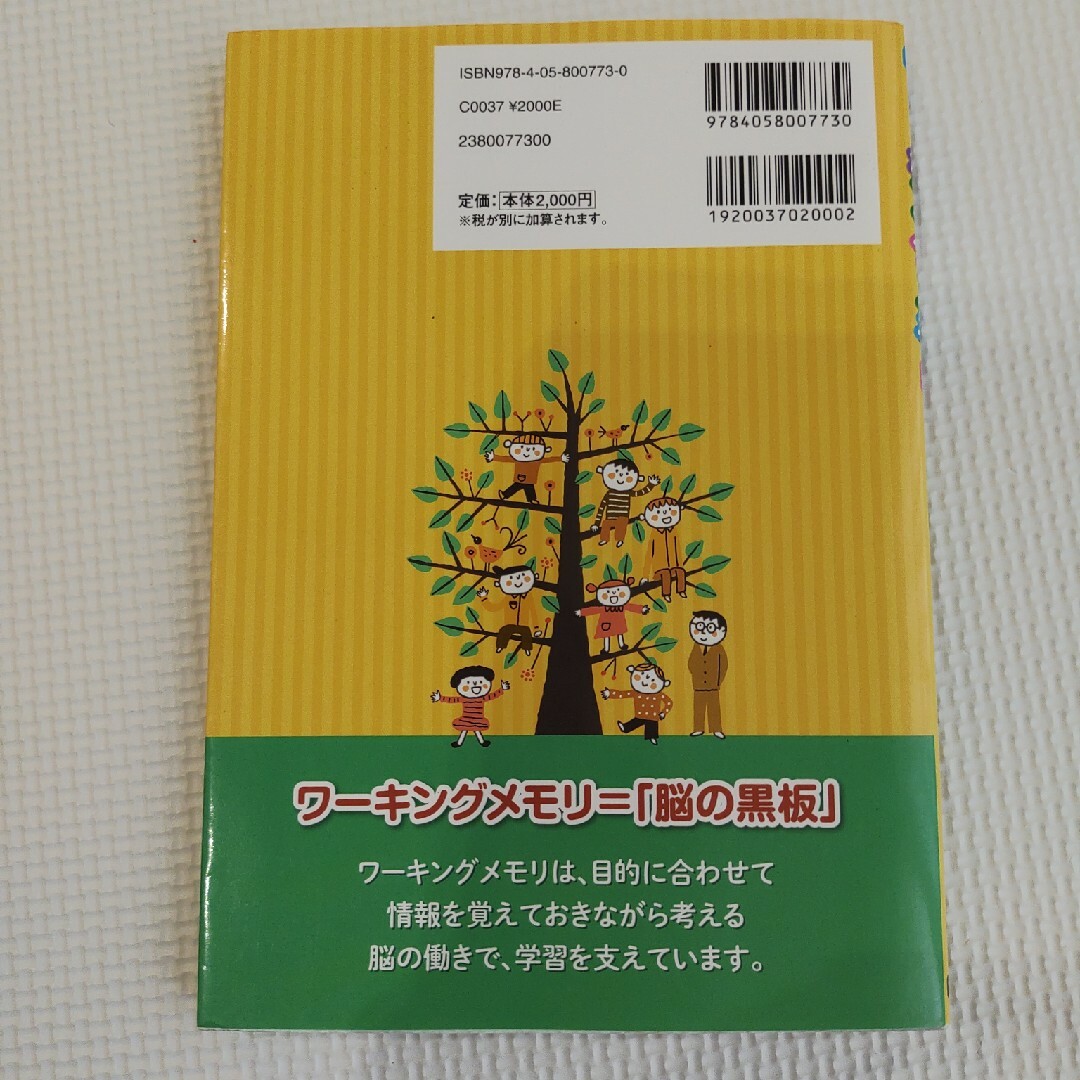 ISBN978-4-05-800773-0
C0037 ¥2000E
2380077300
定価：本体2,000円
※税が別に加算されます。
9784058007730
1920037020002
ワーキングメモリ＝「脳の黒板」
ワーキングメモリは、目的に合わせて
情報を覚えておきながら考える
脳の働きで、学習を支えています。